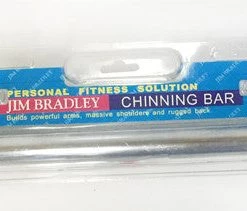 PERSONAL FITNESS SOLUTION
JIM BRADLEY CHINNING BAR
Builds powerful arms, massive shoulders and rugged back.